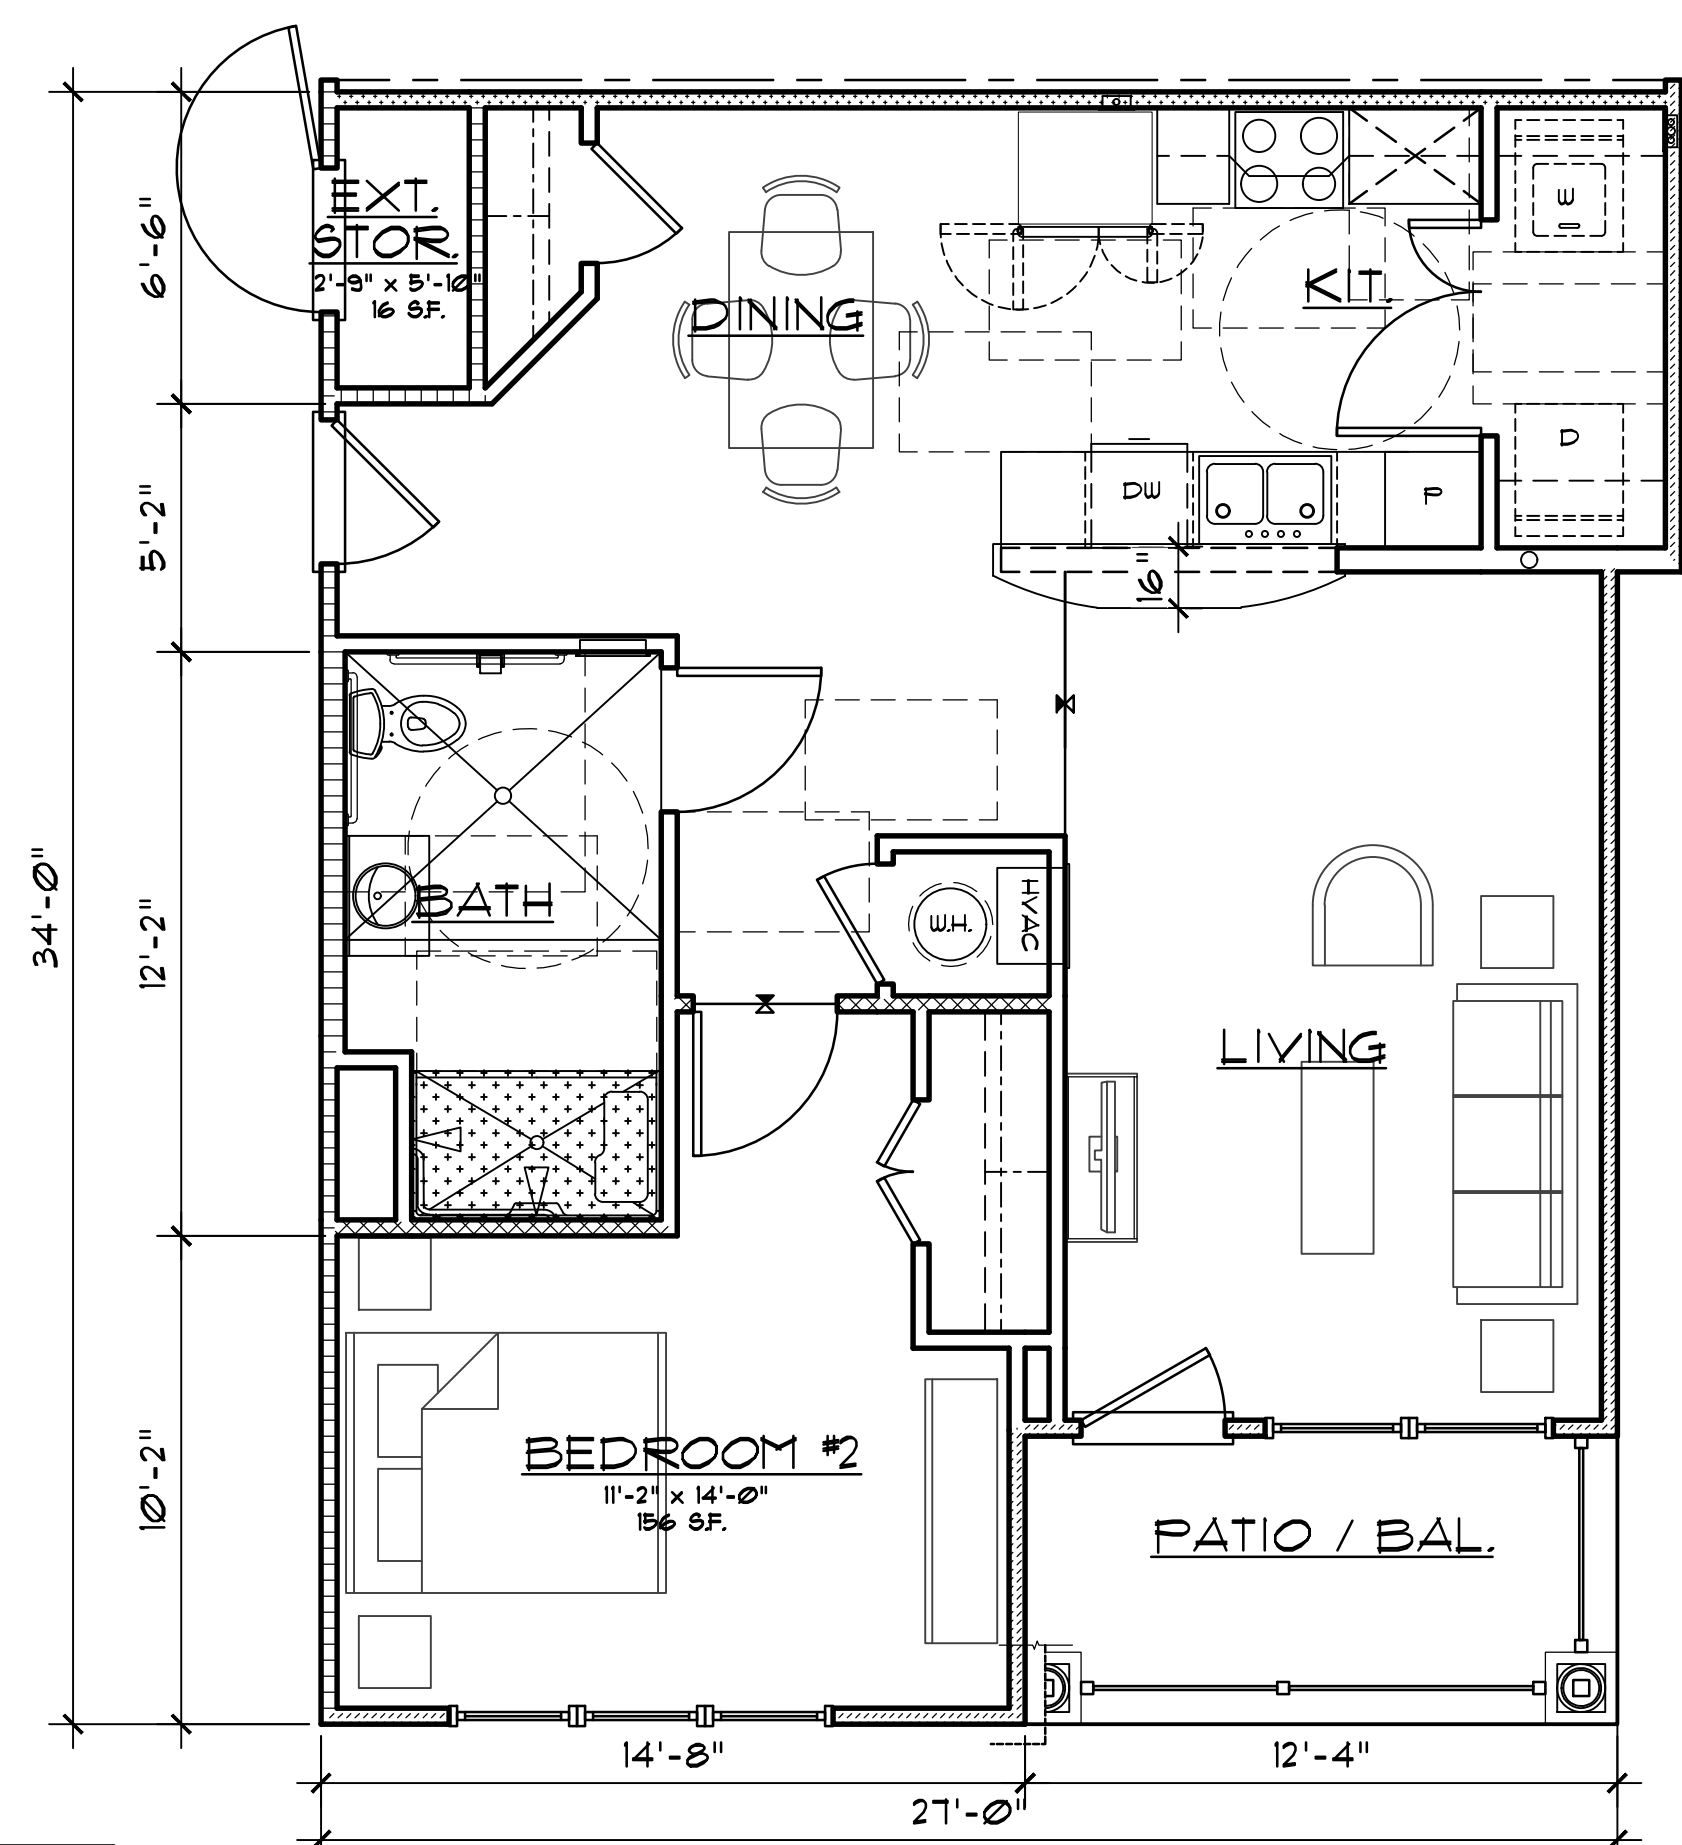 EXT.
STOR.
2'-9" x 5'-10"
16 S.F.
DINING
KIT.
W
D
DW
P
16"
6'-6"
5'-2"
34'-0"
12'-2"
10'-2"
BATH
W.H.
HVAC
LIVING
BEDROOM #2
11'-2" x 14'-0"
156 S.F.
PATIO / BAL.
14'-8"
12'-4"
27'-0"